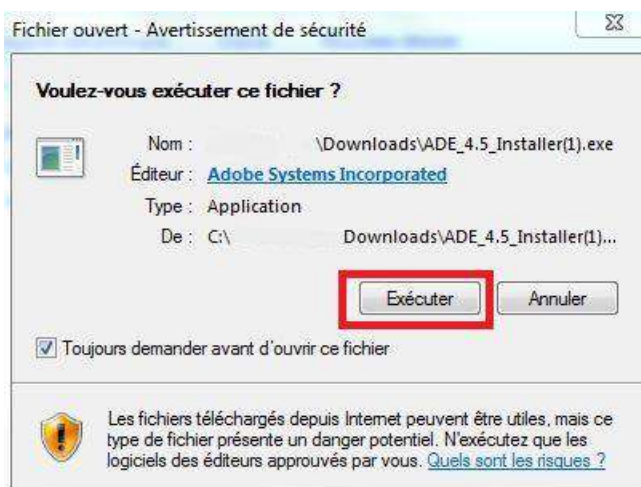 Fichier ouvert - Avertissement de sécurité
Voulez-vous exécuter ce fichier ?
Nom : \Downloads\ADE_4.5_Installer(1).exe
Éditeur : Adobe Systems Incorporated
Type : Application
De : C:\ Downloads\ADE_4.5_Installer(1)...
Exécuter Annuler
Toujours demander avant d'ouvrir ce fichier
Les fichiers téléchargés depuis Internet peuvent être utiles, mais ce
type de fichier présente un danger potentiel. N'exécutez que les
logiciels des éditeurs approuvés par vous. Quels sont les risques ?